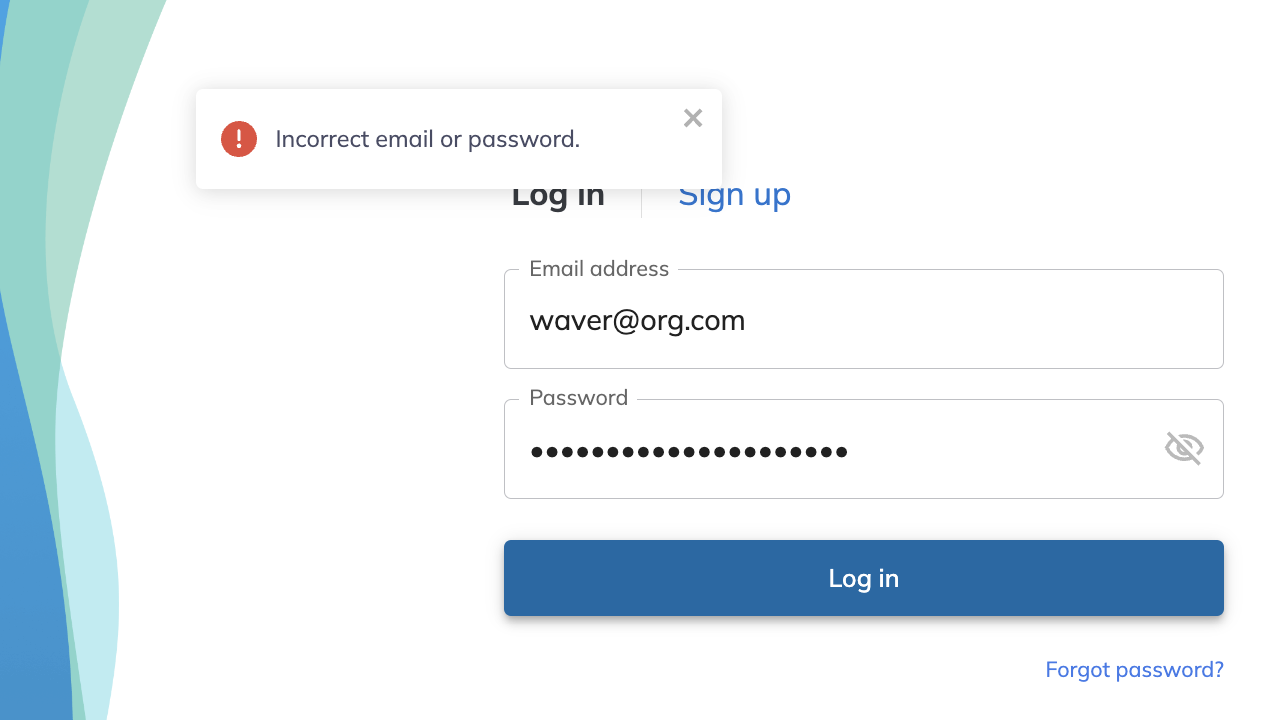 Incorrect email or password.
Log in
Sign up
Email address
waver@org.com
Password
Log in
Forgot password?